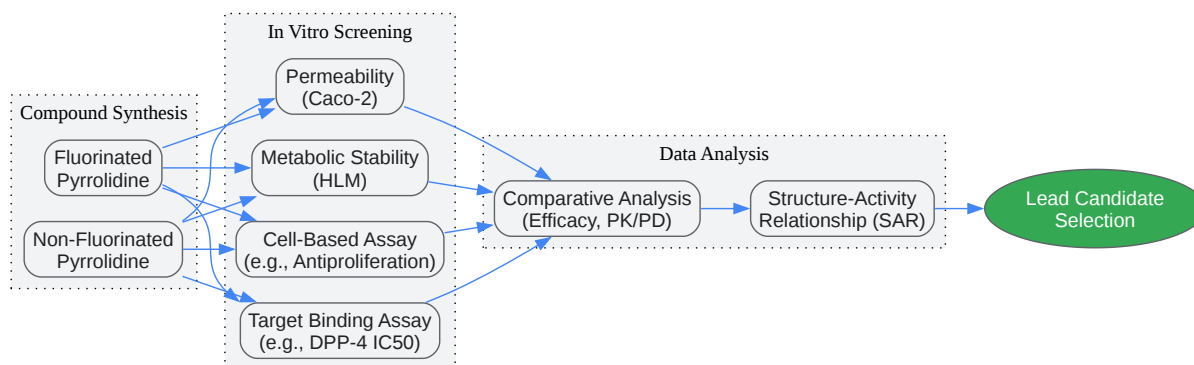 Compound Synthesis
Fluorinated
Pyrrolidine
Non-Fluorinated
Pyrrolidine
In Vitro Screening
Permeability
(Caco-2)
Metabolic Stability
(HLM)
Cell-Based Assay
(e.g., Antiproliferation)
Target Binding Assay
(e.g., DPP-4 IC50)
Data Analysis
Comparative Analysis
(Efficacy, PK/PD)
Structure-Activity
Relationship (SAR)
Lead Candidate
Selection